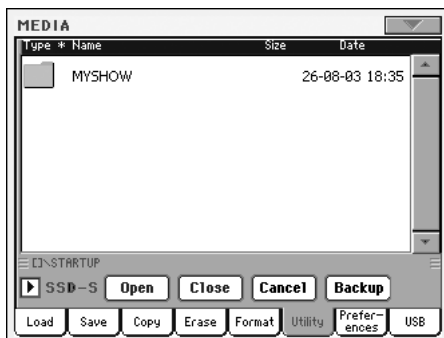 MEDIA
Type * Name Size Date
MYSHOW 26-08-03 18:35
[]\STARTUP
SSD-S Open Close Cancel Backup
Load Save Copy Erase Format Utility Prefer-ences USB